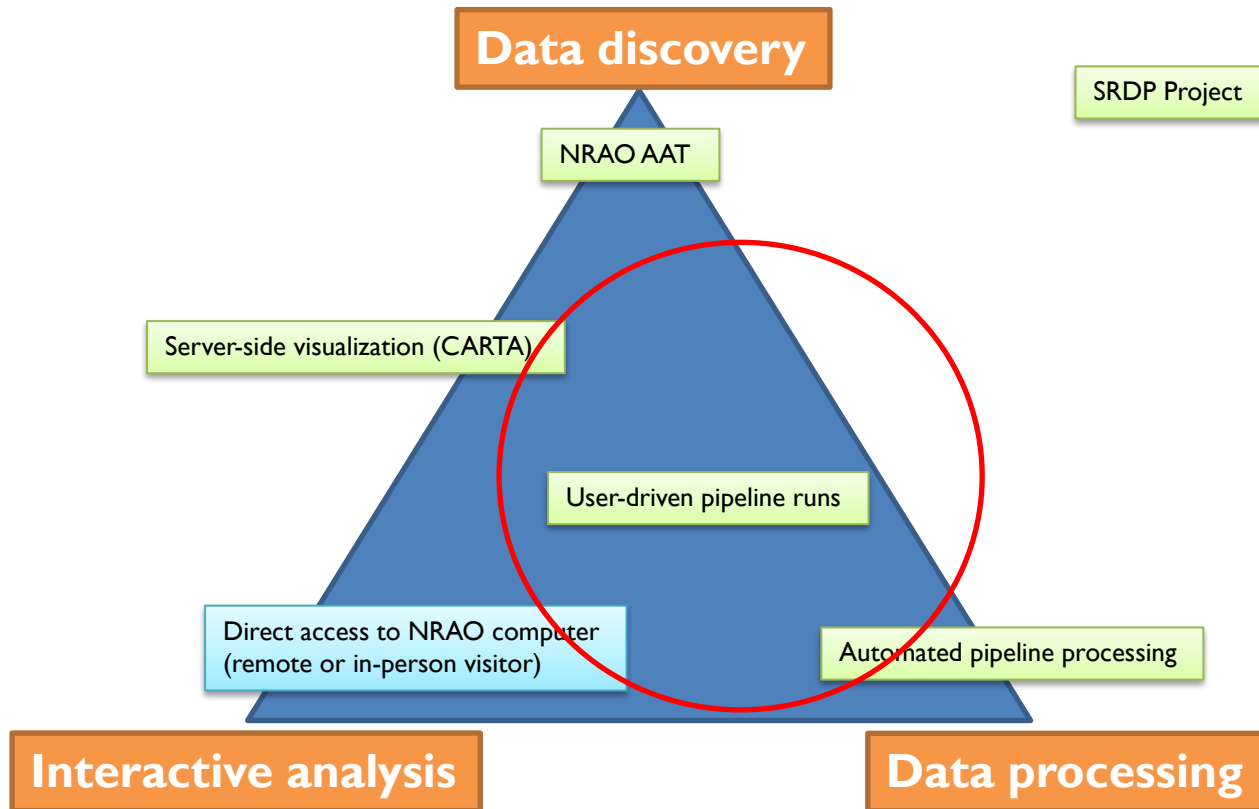 Data discovery
SRDP Project
NRAO AAT
Server-side visualization (CARTA)
User-driven pipeline runs
Direct access to NRAO computer
(remote or in-person visitor)
Automated pipeline processing
Interactive analysis
Data processing